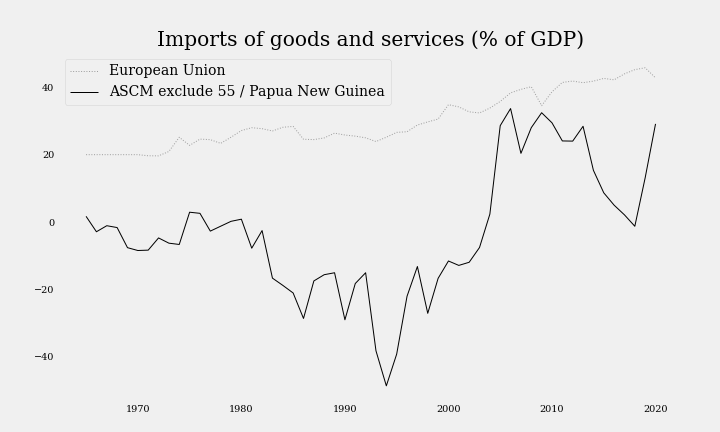 Imports of goods and services (% of GDP)
European Union
ASCM exclude 55 / Papua New Guinea
40
20
0
−20
−40
1970 1980 1990 2000 2010 2020